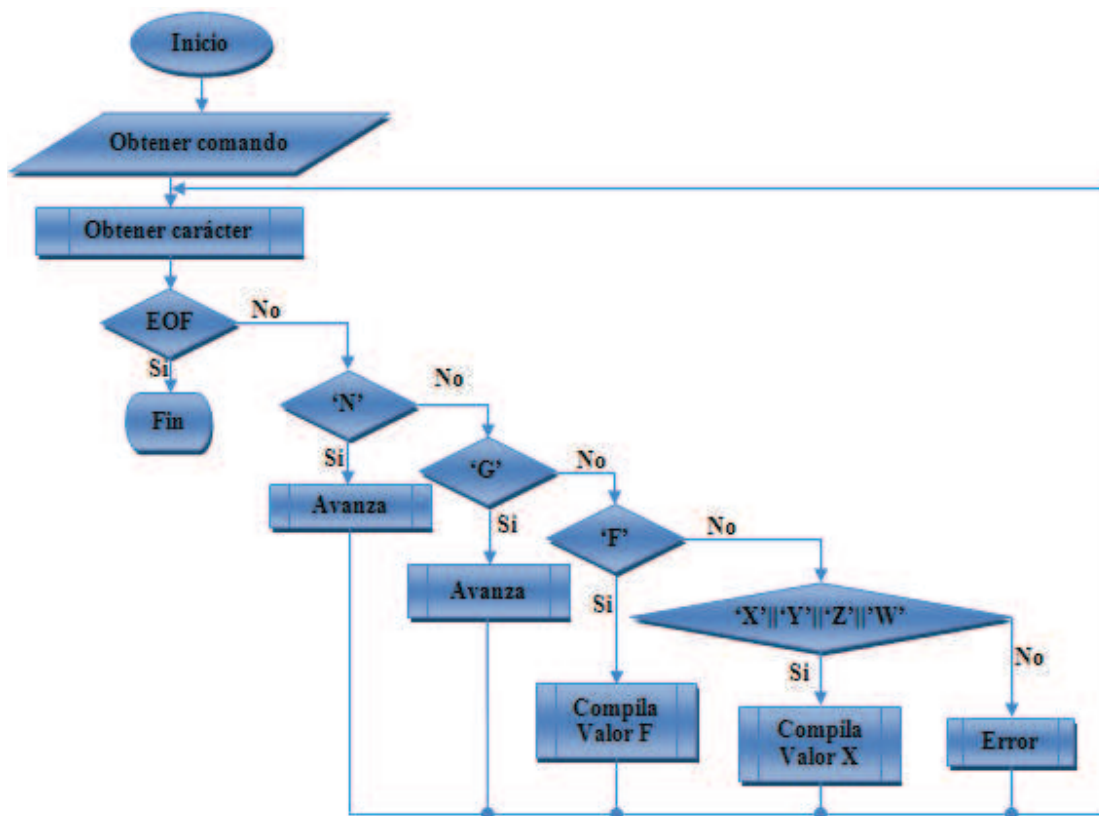 Inicio
Obtener comando
Obtener carácter
EOF
No
Si
Fin
‘N’
No
Si
Avanza
‘G’
No
Si
Avanza
‘F’
No
Si
Compila
Valor F
‘X’||‘Y’||‘Z’||’W’
No
Si
Compila
Valor X
Error